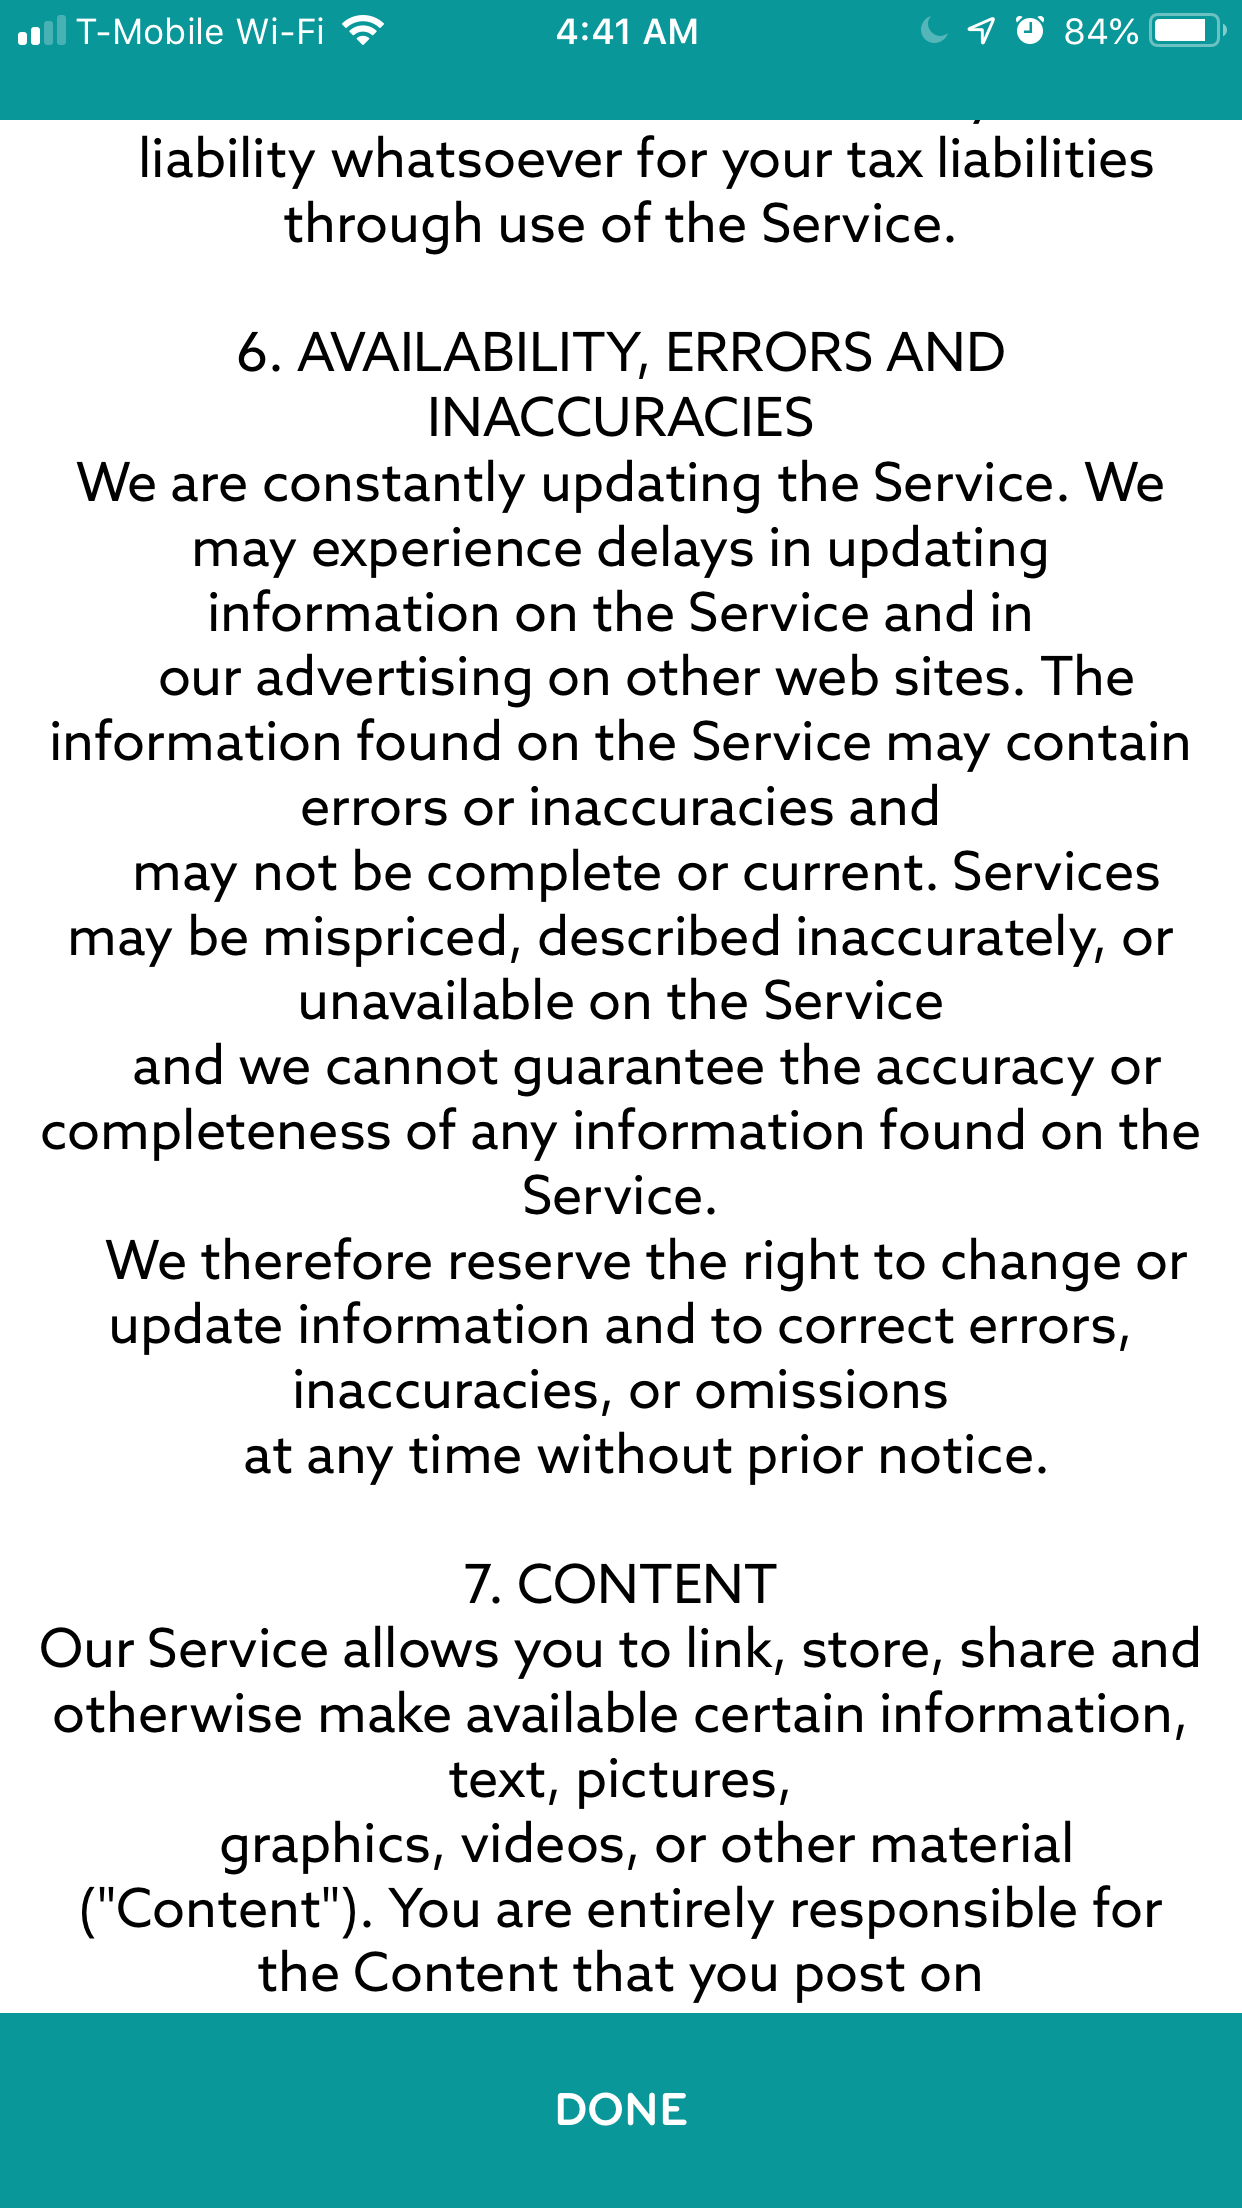 T-Mobile Wi-Fi 4:41 AM 84%
liability whatsoever for your tax liabilities
through use of the Service.
6. AVAILABILITY, ERRORS AND
INACCURACIES
We are constantly updating the Service. We
may experience delays in updating
information on the Service and in
our advertising on other web sites. The
information found on the Service may contain
errors or inaccuracies and
may not be complete or current. Services
may be mispriced, described inaccurately, or
unavailable on the Service
and we cannot guarantee the accuracy or
completeness of any information found on the
Service.
We therefore reserve the right to change or
update information and to correct errors,
inaccuracies, or omissions
at any time without prior notice.
7. CONTENT
Our Service allows you to link, store, share and
otherwise make available certain information,
text, pictures,
graphics, videos, or other material
("Content"). You are entirely responsible for
the Content that you post on
DONE